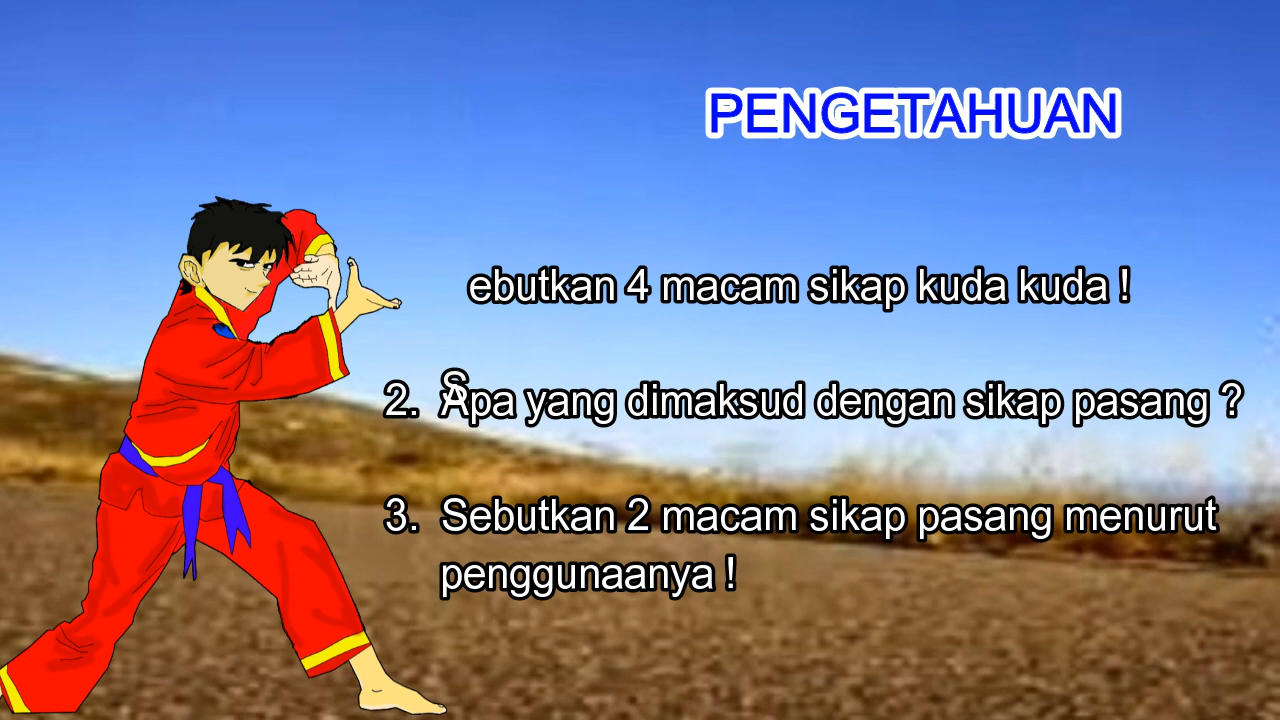 PENGETAHUAN
ebutkan 4 macam sikap kuda kuda !
S
2. Apa yang dimaksud dengan sikap pasang ?
3. Sebutkan 2 macam sikap pasang menurut
penggunaanya !